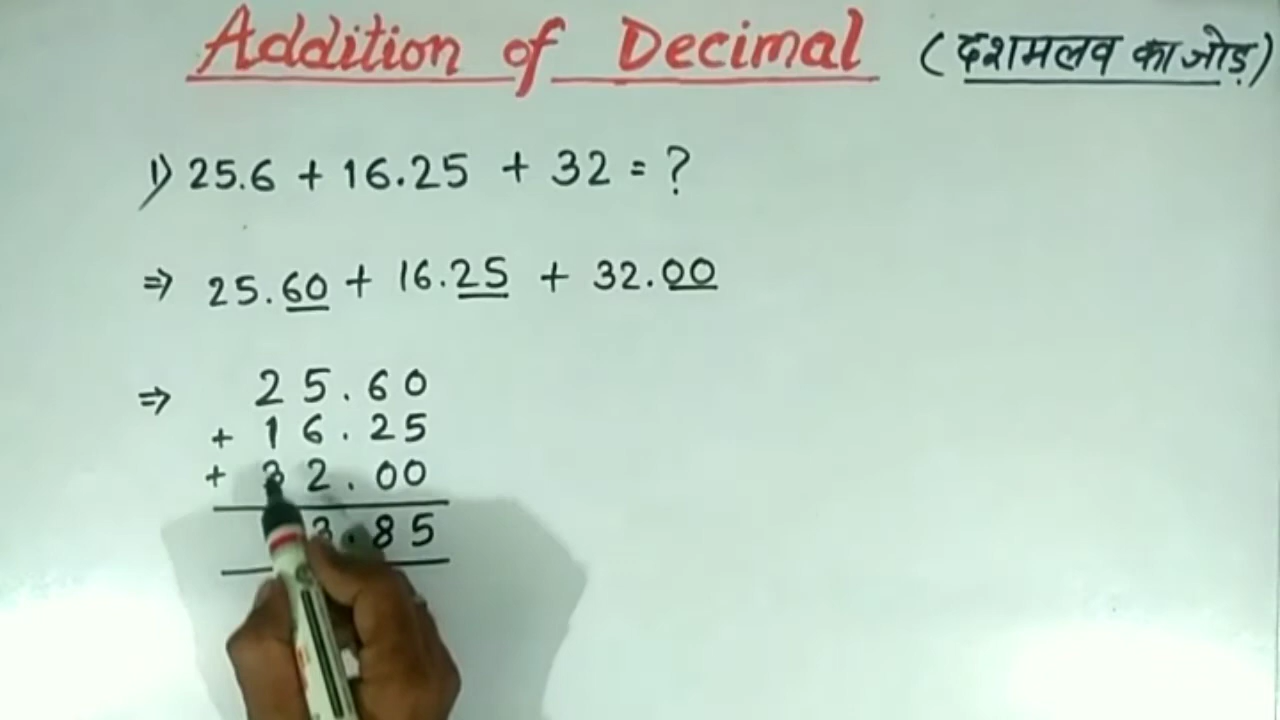 Addition of Decimal (दशमलव का जोड़)
1) 25.6 + 16.25 + 32 = ?
⇒ 25.60 + 16.25 + 32.00
⇒ 25.60
+ 16.25
+ 32.00
3.85